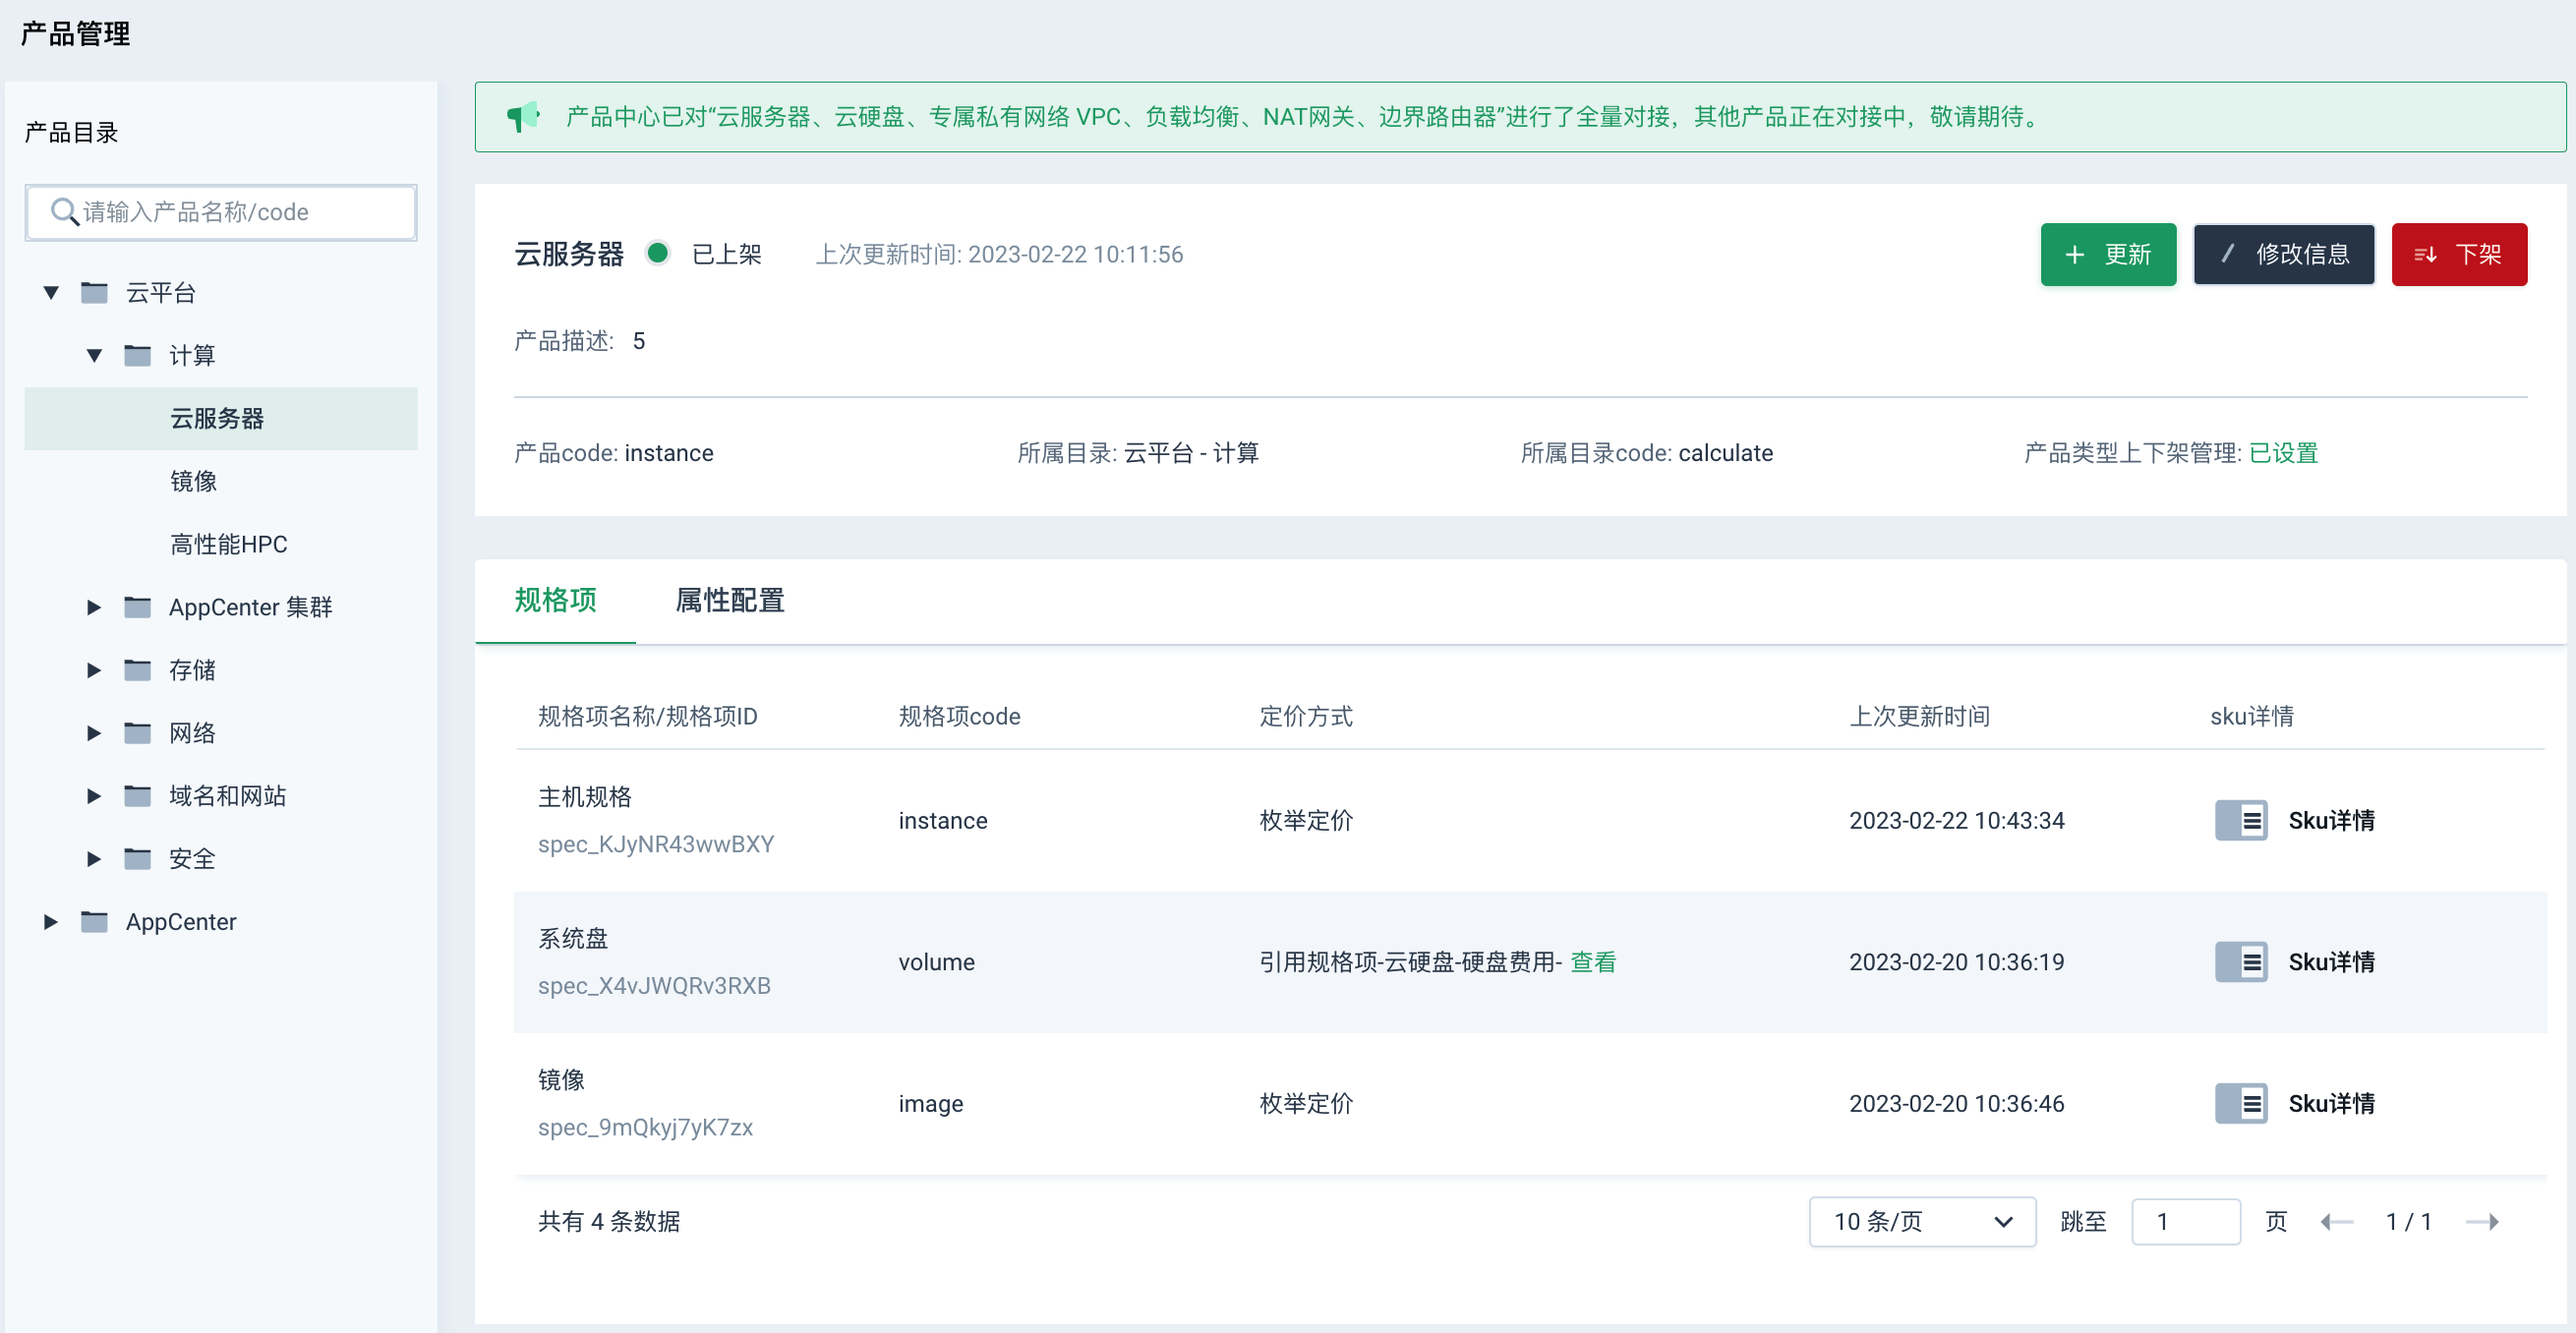 产品管理
产品目录
请输入产品名称/code
云平台
计算
云服务器
镜像
高性能HPC
AppCenter 集群
存储
网络
域名和网站
安全
AppCenter
产品中心已对“云服务器、云硬盘、专属私有网络 VPC、负载均衡、NAT网关、边界路由器”进行了全量对接，其他产品正在对接中，敬请期待。
云服务器 已上架 上次更新时间: 2023-02-22 10:11:56 更新 修改信息 下架
产品描述: 5
产品code: instance 所属目录: 云平台 - 计算 所属目录code: calculate 产品类型上下架管理: 已设置
规格项 属性配置
规格项名称/规格项ID 规格项code 定价方式 上次更新时间 sku详情
主机规格
spec_KJyNR43wwBXY instance 枚举定价 2023-02-22 10:43:34 Sku详情
系统盘
spec_X4vJWQRv3RXB volume 引用规格项-云硬盘-硬盘费用- 查看 2023-02-20 10:36:19 Sku详情
镜像
spec_9mQkyj7yK7zx image 枚举定价 2023-02-20 10:36:46 Sku详情
共有 4 条数据 10 条/页 跳至 1 页 1 / 1